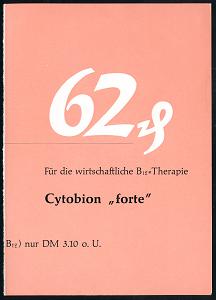 62 ₰
Für die wirtschaftliche B₁₂-Therapie
Cytobion „forte”
B₁₂) nur DM 3.10 o. U.